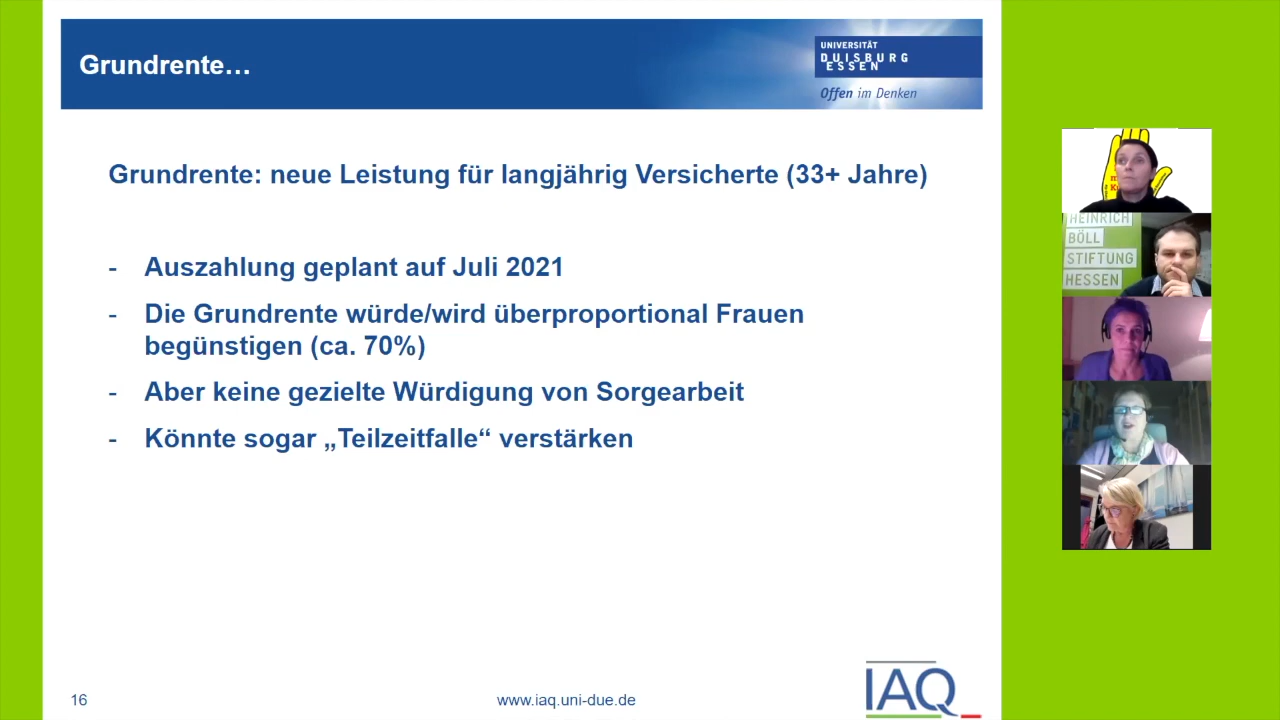 Grundrente…
UNIVERSITÄT
DUISBURG
ESSEN
Offen im Denken
Grundrente: neue Leistung für langjährig Versicherte (33+ Jahre)
- Auszahlung geplant auf Juli 2021
- Die Grundrente würde/wird überproportional Frauen
begünstigen (ca. 70%)
- Aber keine gezielte Würdigung von Sorgearbeit
- Könnte sogar „Teilzeitfalle“ verstärken
HEINRICH
BÖLL
STIFTUNG
HESSEN
16
www.iaq.uni-due.de
IAQ